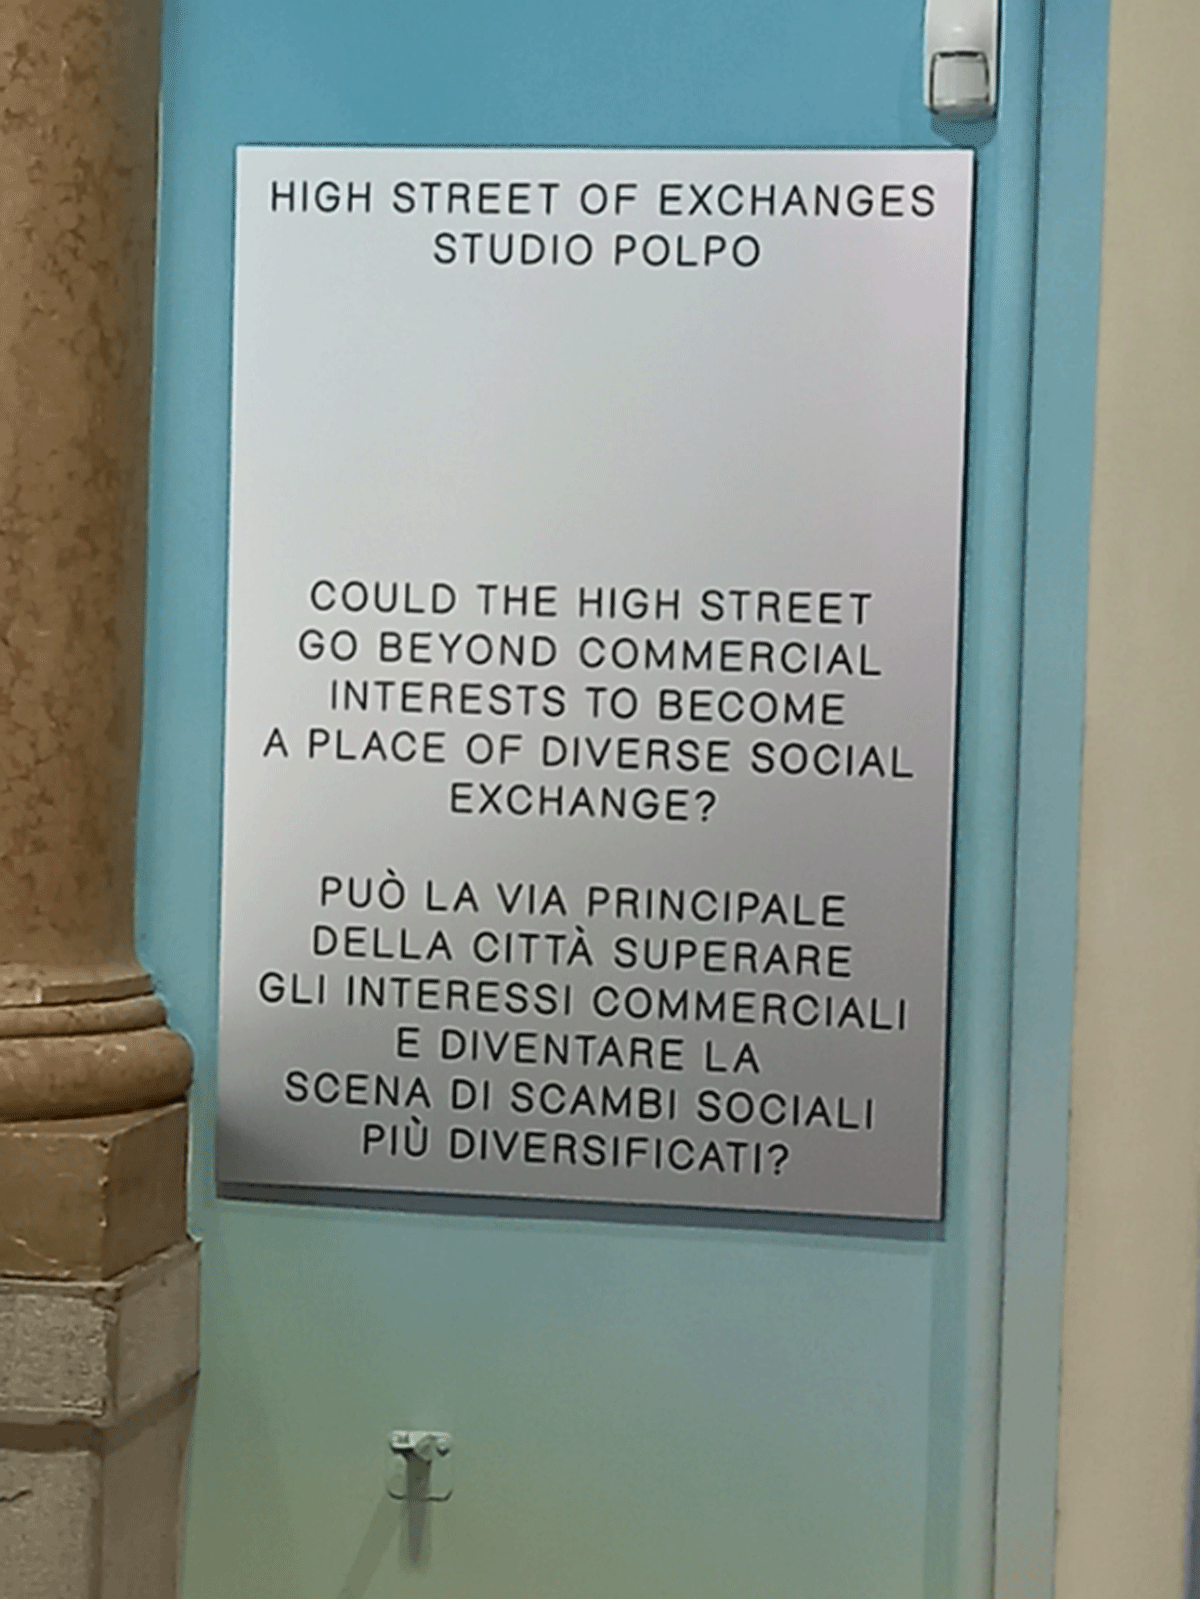 HIGH STREET OF EXCHANGES
STUDIO POLPO
COULD THE HIGH STREET
GO BEYOND COMMERCIAL
INTERESTS TO BECOME
A PLACE OF DIVERSE SOCIAL
EXCHANGE?
PUÒ LA VIA PRINCIPALE
DELLA CITTÀ SUPERARE
GLI INTERESSI COMMERCIALI
E DIVENTARE LA
SCENA DI SCAMBI SOCIALI
PIÙ DIVERSIFICATI?